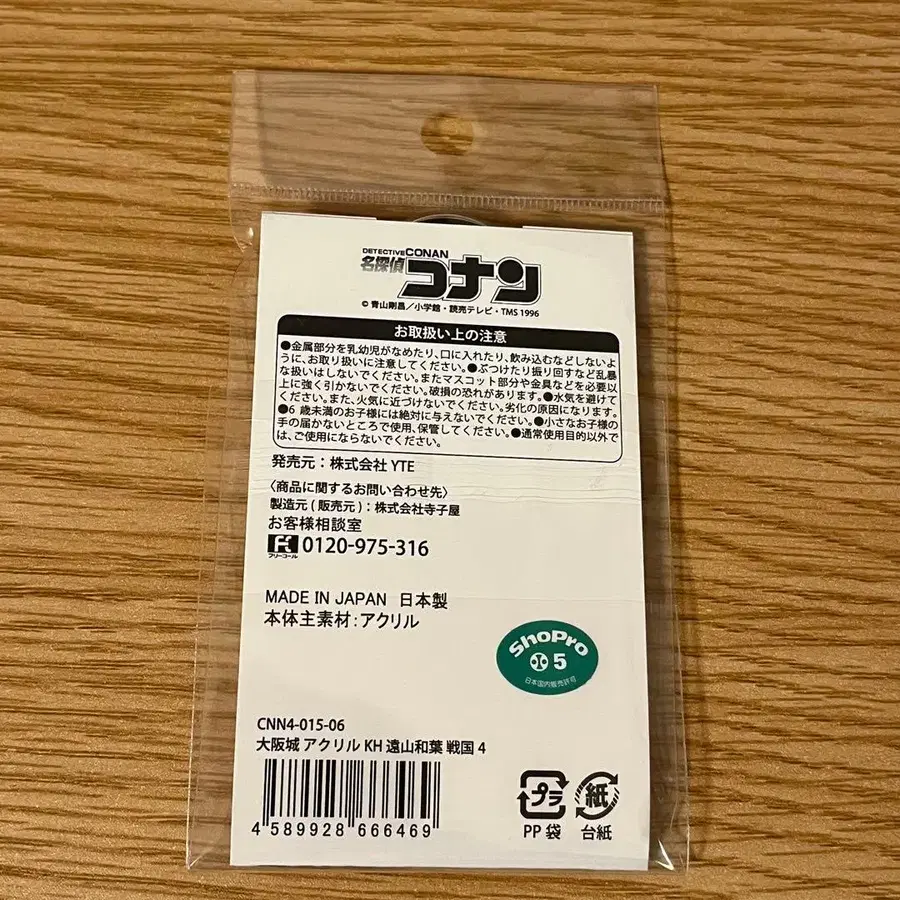 DETECTIVE CONAN
名探偵コナン
© 青山剛昌／小学館・読売テレビ・TMS 1996
お取扱い上の注意
●金属部分を乳幼児がなめたり、口に入れたり、飲み込むなどしないよ
うに、お取り扱いに注意してください。●ぶつけたり振り回すなど乱暴
な扱いはしないでください。またマスコット部分や金具などを必要以
上に強く引かないでください。破損の恐れがあります。●水気を避けて
ください。また、火気に近づけないでください。劣化の原因になります。
●6 歳未満のお子様には絶対に与えないでください。●小さなお子様の
手の届かないところで使用、保管してください。●通常使用目的以外で
は、ご使用にならないでください。
発売元：株式会社 YTE
〈商品に関するお問い合わせ先〉
製造元（販売元）：株式会社寺子屋
お客様相談室
フリーコール 0120-975-316
MADE IN JAPAN 日本製
本体主素材：アクリル
ShoPro
5
日本国内販売許可
CNN4-015-06
大阪城 アクリル KH 遠山和葉 戦国 4
4 589928 666469
プラ
PP 袋
紙
台紙